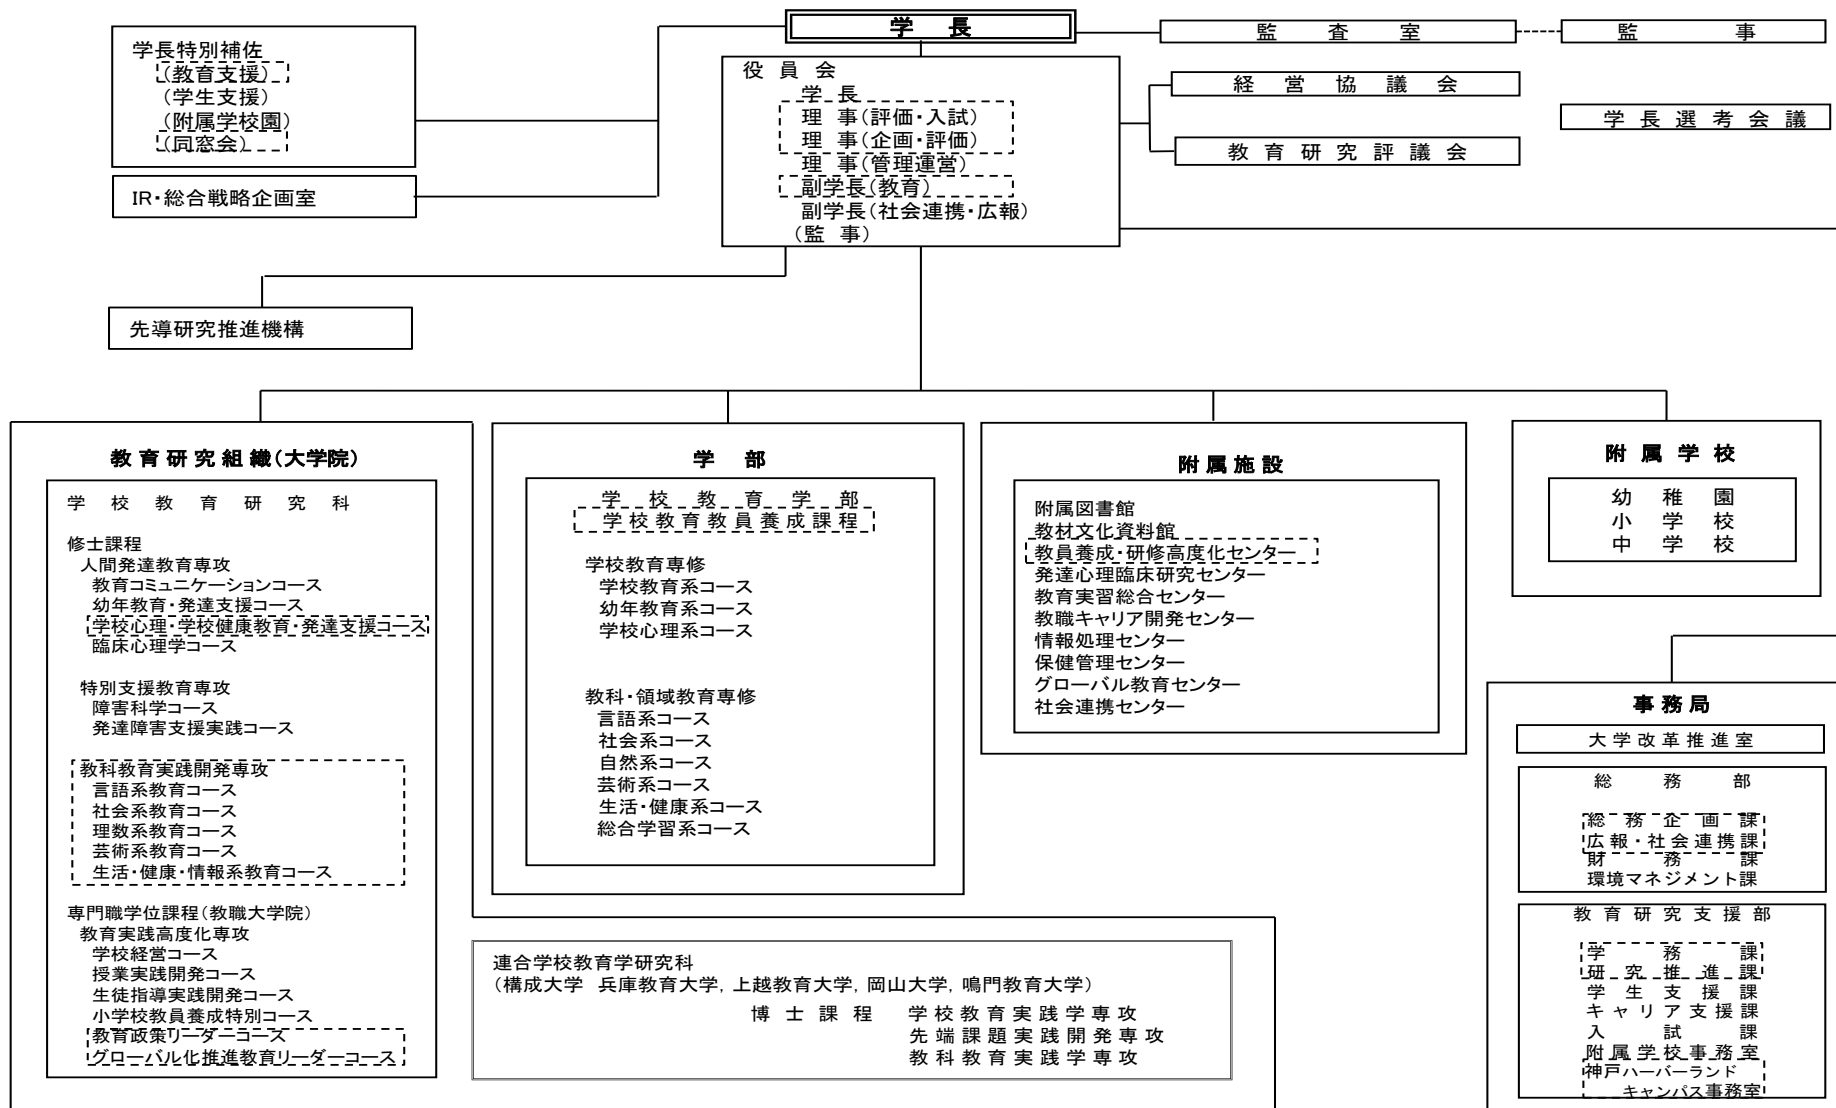 学長
監査室
監事
学長特別補佐
(教育支援)
(学生支援)
(附属学校園)
(同窓会)
IR・総合戦略企画室
役員会
学長
理事(評価・入試)
理事(企画・評価)
理事(管理運営)
副学長(教育)
副学長(社会連携・広報)
(監事)
経営協議会
教育研究評議会
学長選考会議
先導研究推進機構
教育研究組織(大学院)
学校教育研究科
修士課程
人間発達教育専攻
教育コミュニケーションコース
幼年教育・発達支援コース
学校心理・学校健康教育・発達支援コース
臨床心理学コース
特別支援教育専攻
障害科学コース
発達障害支援実践コース
教科教育実践開発専攻
言語系教育コース
社会系教育コース
理数系教育コース
芸術系教育コース
生活・健康・情報系教育コース
専門職学位課程(教職大学院)
教育実践高度化専攻
学校経営コース
授業実践開発コース
生徒指導実践開発コース
小学校教員養成特別コース
教育政策リーダーコース
グローバル化推進教育リーダーコース
学部
学校教育学部
学校教育教員養成課程
学校教育専修
学校教育系コース
幼年教育系コース
学校心理系コース
教科・領域教育専修
言語系コース
社会系コース
自然系コース
芸術系コース
生活・健康系コース
総合学習系コース
連合学校教育学研究科
(構成大学 兵庫教育大学, 上越教育大学, 岡山大学, 鳴門教育大学)
博士課程 学校教育実践学専攻
先端課題実践開発専攻
教科教育実践学専攻
附属施設
附属図書館
教材文化資料館
教員養成・研修高度化センター
発達心理臨床研究センター
教育実習総合センター
教職キャリア開発センター
情報処理センター
保健管理センター
グローバル教育センター
社会連携センター
附属学校
幼稚園
小学校
中学校
事務局
大学改革推進室
総務部
総務企画課
広報・社会連携課
財務課
環境マネジメント課
教育研究支援部
学務課
研究推進課
学生支援課
キャリア支援課
入試課
附属学校事務室
神戸ハーバーランド
キャンパス事務室